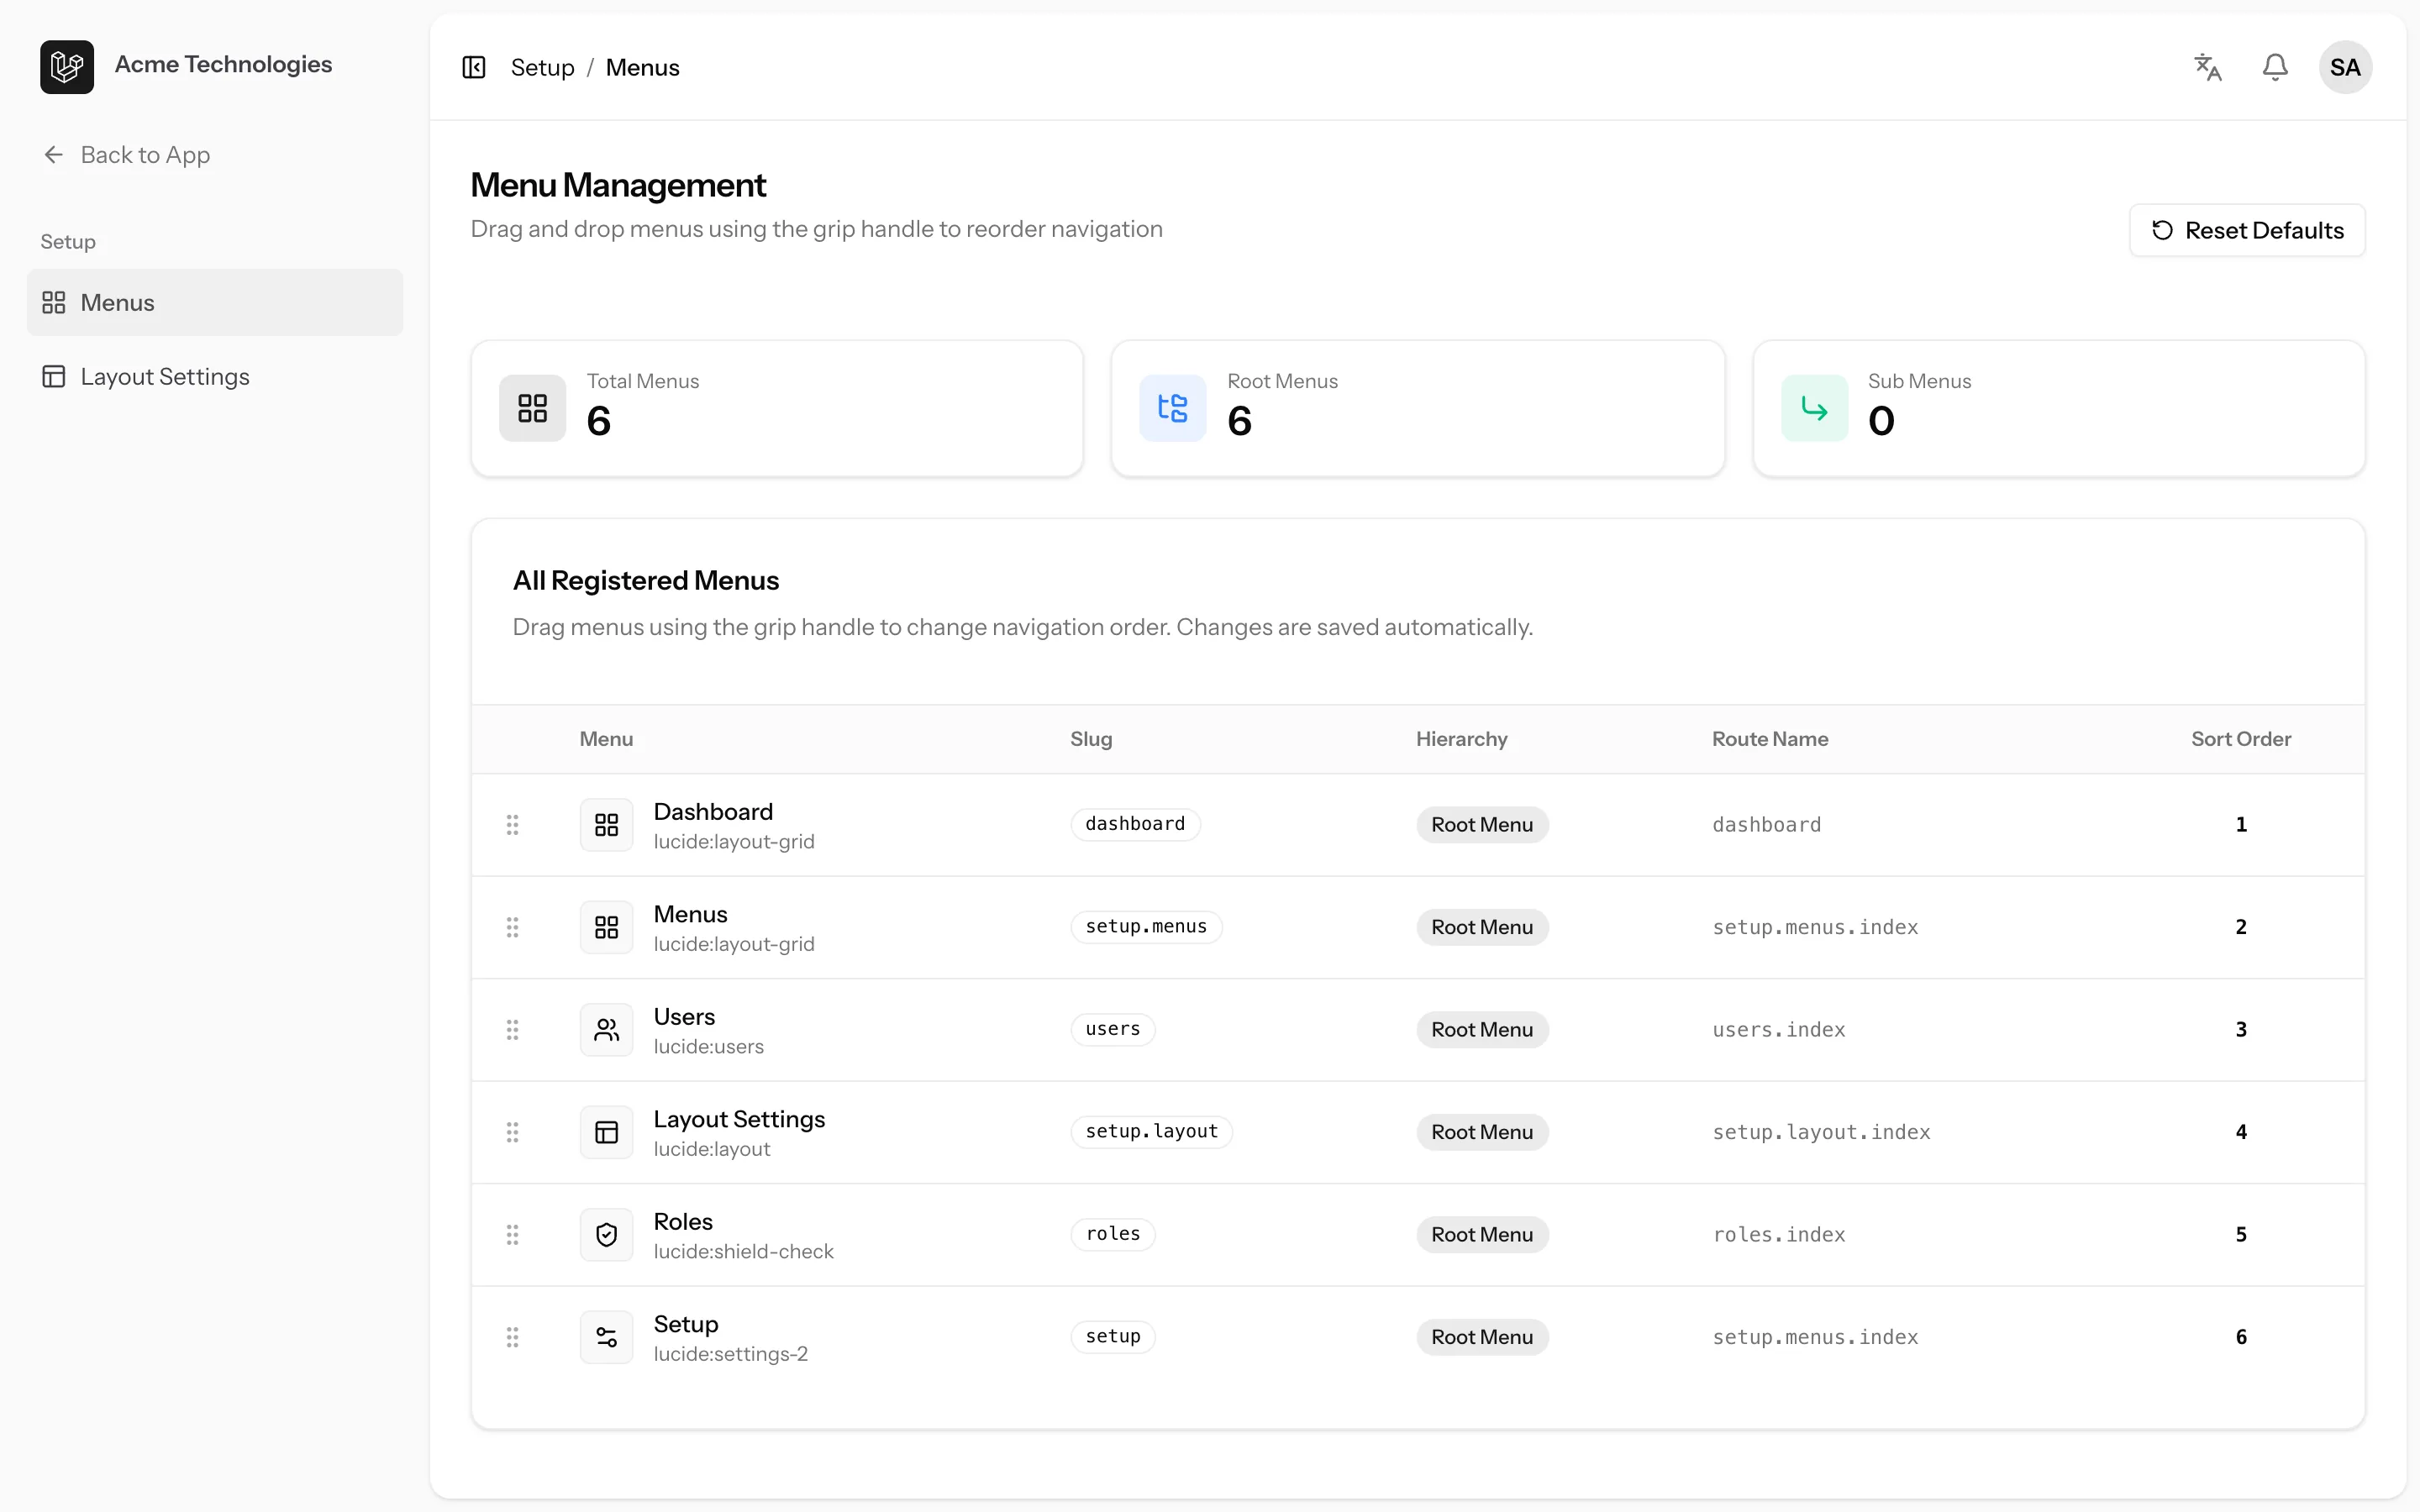 Acme Technologies
Back to App
Setup
Menus
Layout Settings
Setup / Menus
SA
Menu Management
Drag and drop menus using the grip handle to reorder navigation
Reset Defaults
Total Menus
6
Root Menus
6
Sub Menus
0
All Registered Menus
Drag menus using the grip handle to change navigation order. Changes are saved automatically.
Menu Slug Hierarchy Route Name Sort Order
Dashboard
lucide:layout-grid
dashboard Root Menu dashboard 1
Menus
lucide:layout-grid
setup.menus Root Menu setup.menus.index 2
Users
lucide:users
users Root Menu users.index 3
Layout Settings
lucide:layout
setup.layout Root Menu setup.layout.index 4
Roles
lucide:shield-check
roles Root Menu roles.index 5
Setup
lucide:settings-2
setup Root Menu setup.menus.index 6